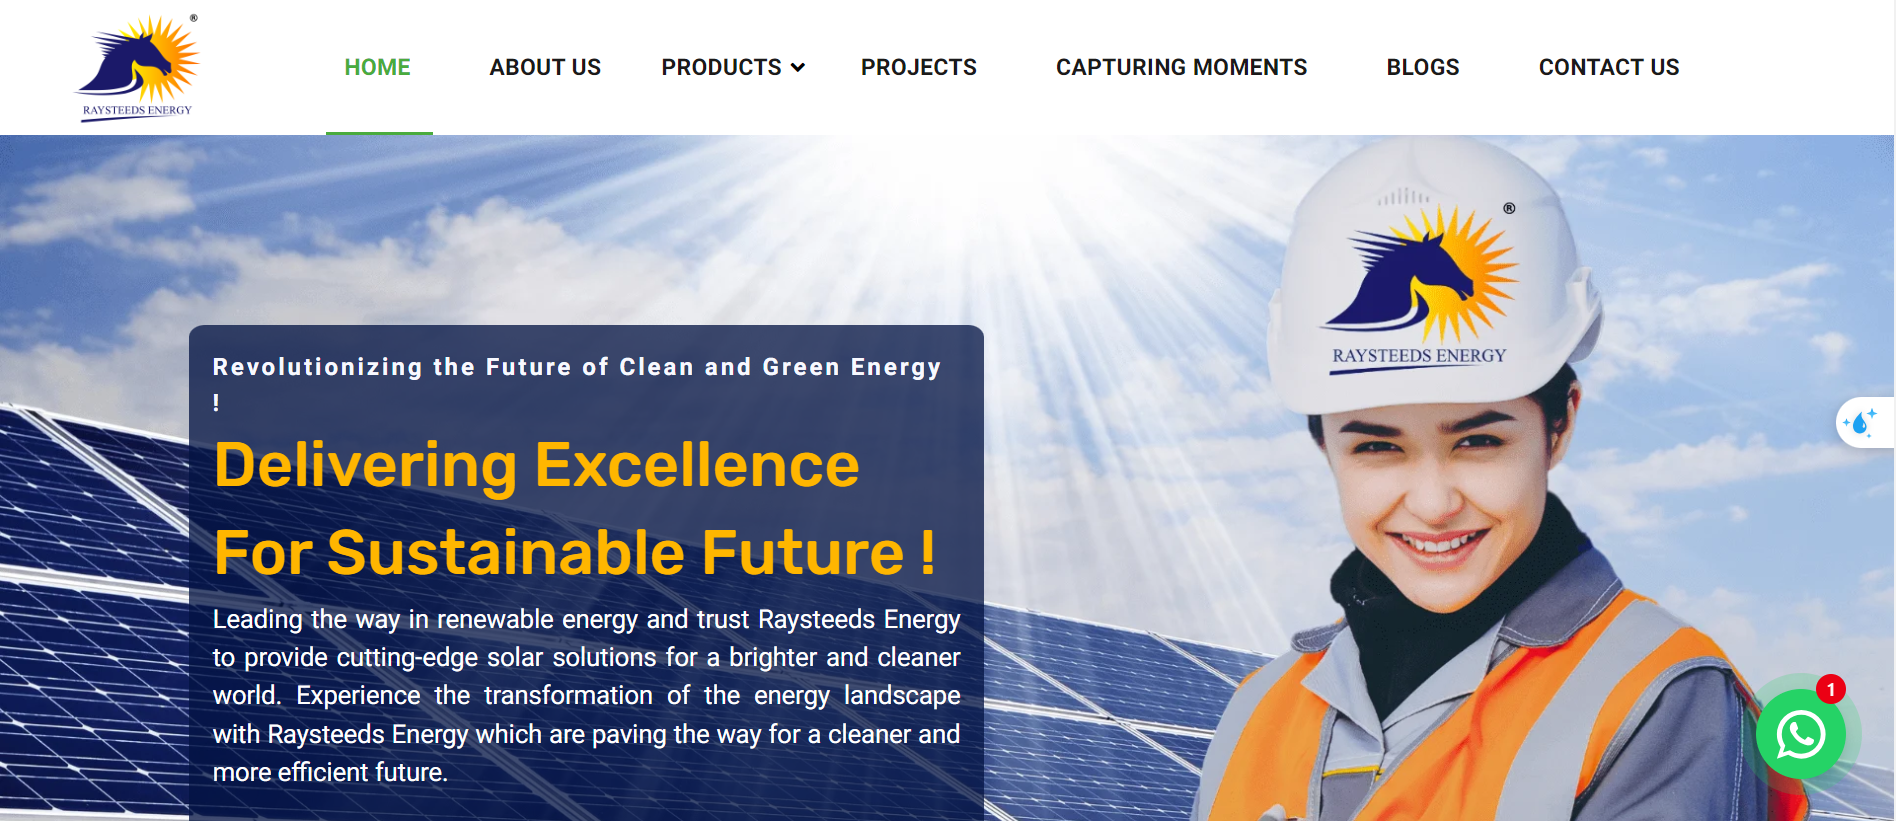 ®
RAYSTEEDS ENERGY
HOME ABOUT US PRODUCTS PROJECTS CAPTURING MOMENTS BLOGS CONTACT US
®
RAYSTEEDS ENERGY
Revolutionizing the Future of Clean and Green Energy
!
Delivering Excellence
For Sustainable Future !
Leading the way in renewable energy and trust Raysteeds Energy
to provide cutting-edge solar solutions for a brighter and cleaner
world. Experience the transformation of the energy landscape
with Raysteeds Energy which are paving the way for a cleaner and
more efficient future.
1